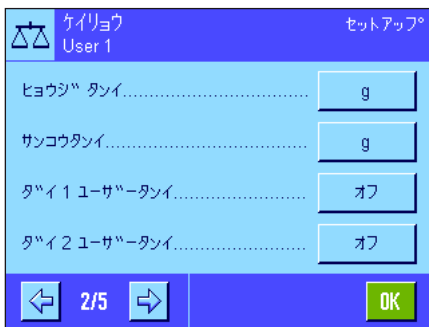 ケイリョウ セットアップ
User 1
ヒョウジ タンイ.................................. g
サンコウタンイ..................................... g
ダイ 1 ユーザータンイ....................... オフ
ダイ 2 ユーザータンイ....................... オフ
2/5 OK